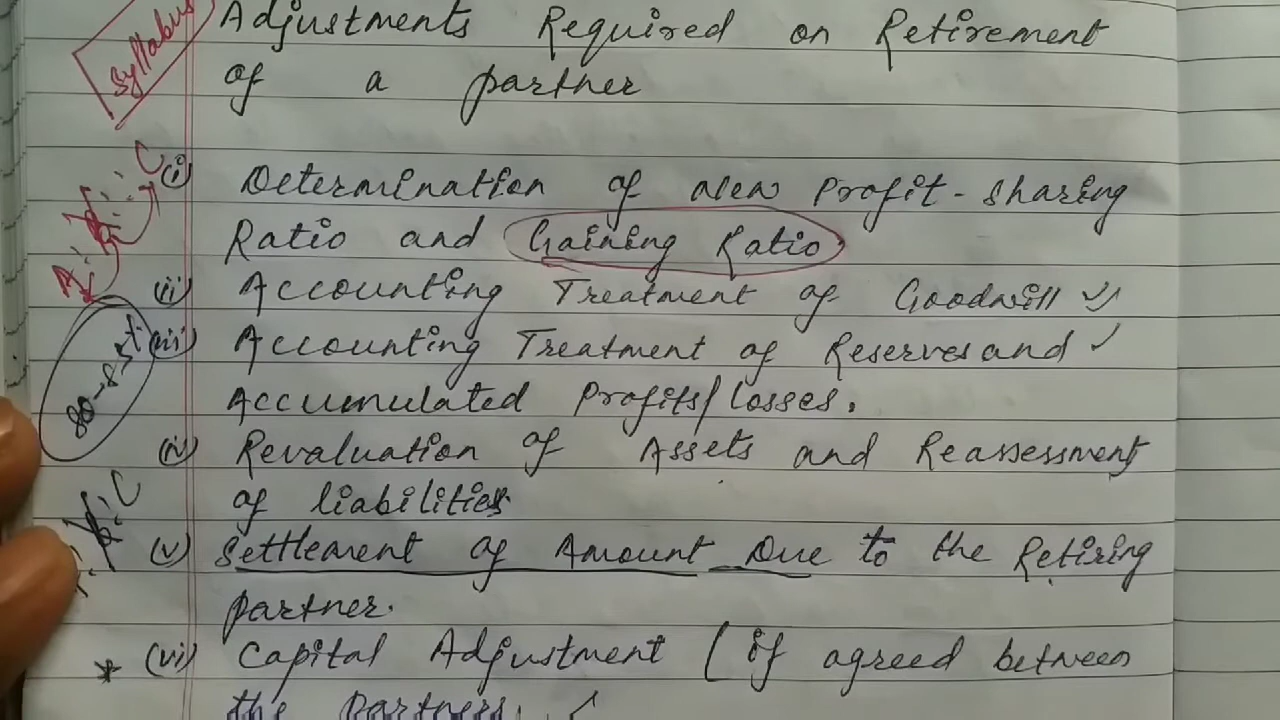 Syllabus
Adjustments Required on Retirement
of a partner
(i) Determination of New Profit-sharing
Ratio and Gaining Ratio
(ii) Accounting Treatment of Goodwill
(iii) Accounting Treatment of Reserves and
Accumulated Profits/Losses.
(iv) Revaluation of Assets and Reassessment
of liabilities
(v) Settlement of Amount Due to the Retiring
partner.
* (vi) Capital Adjustment (if agreed between
the partners.